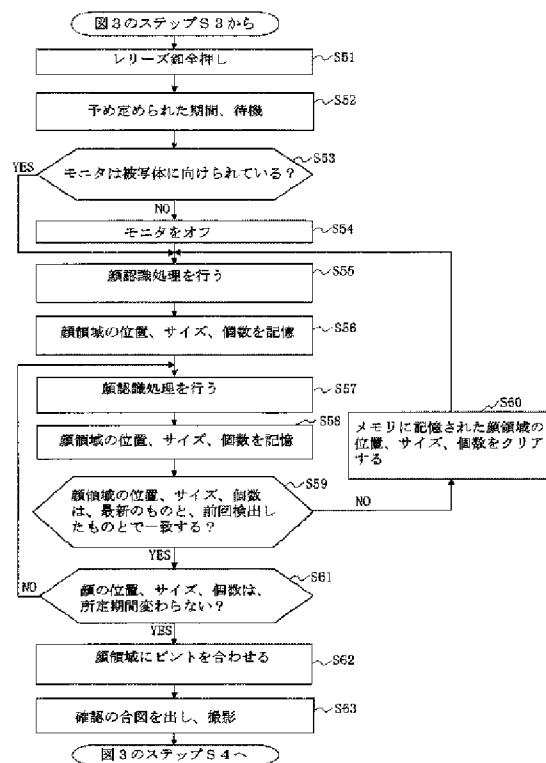 図３のステップＳ３から
レリーズ釦全押し
S51
予め定められた期間、待機
S52
モニタは被写体に向けられている？
S53
YES
NO
モニタをオフ
S54
顔認識処理を行う
S55
顔領域の位置、サイズ、個数を記憶
S56
顔認識処理を行う
S57
顔領域の位置、サイズ、個数を記憶
S58
S60
メモリに記憶された顔領域の
位置、サイズ、個数をクリア
する
顔領域の位置、サイズ、個数
は、最新のものと、前回検出し
たものとで一致する？
S59
NO
YES
顔の位置、サイズ、個数は、
所定期間変わらない？
S61
NO
YES
顔領域にピントを合わせる
S62
確認の合図を出し、撮影
S63
図３のステップＳ４へ